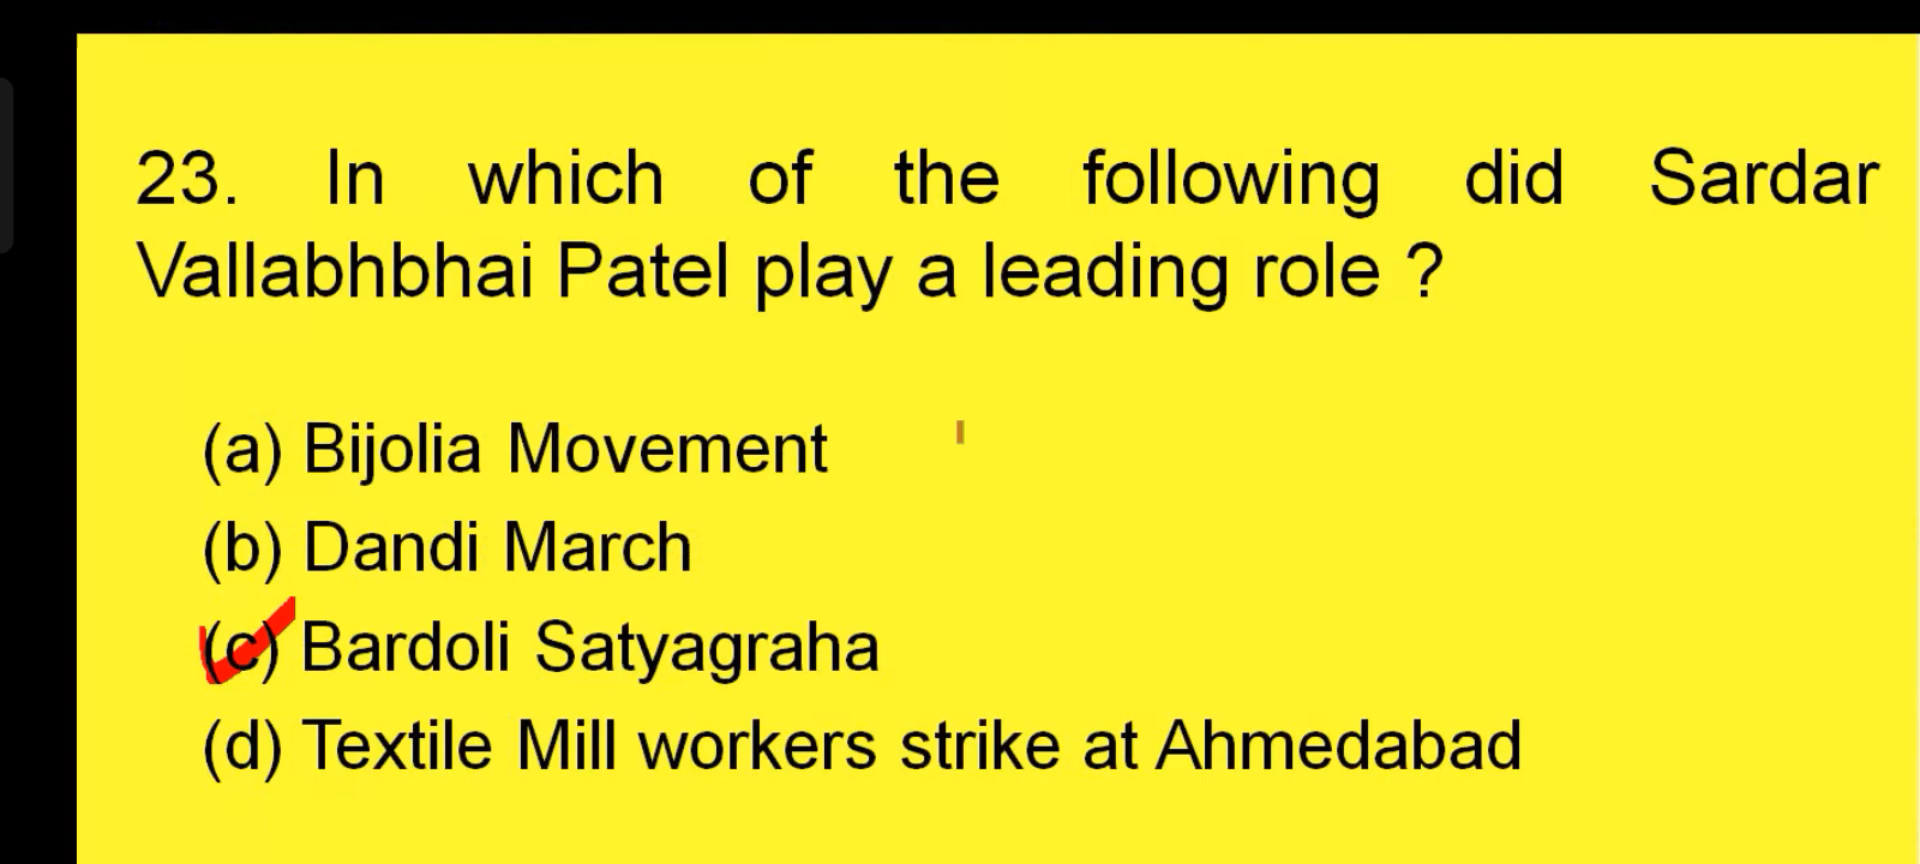 23. In which of the following did Sardar
Vallabhbhai Patel play a leading role ?
(a) Bijolia Movement
(b) Dandi March
(c) Bardoli Satyagraha
(d) Textile Mill workers strike at Ahmedabad